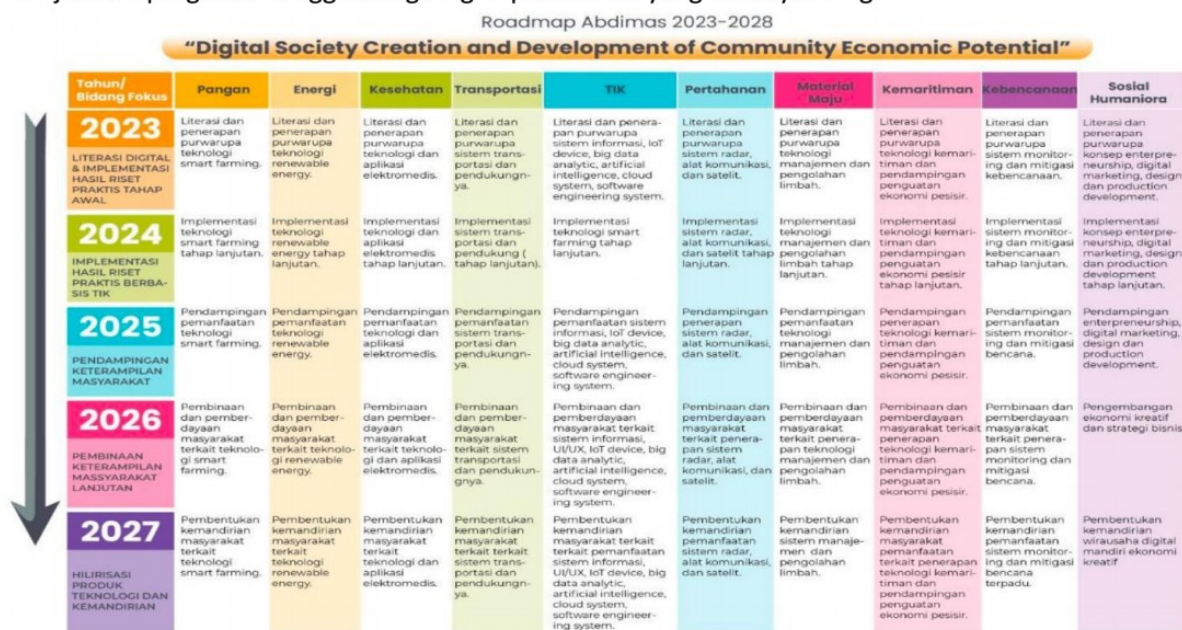 Roadmap Abdimas 2023-2028
“Digital Society Creation and Development of Community Economic Potential”
Tahun/
Bidang Fokus
Pangan
Energi
Kesehatan
Transportasi
TIK
Pertahanan
Material
Maju
Kemaritiman
Kebencanaan
Sosial
Humaniora
2023
LITERASI DIGITAL
& IMPLEMENTASI
HASIL RISET
PRAKTIS TAHAP
AWAL
Literasi dan
penerapan
purwarupa
teknologi
smart farming.
Literasi dan
penerapan
purwarupa
teknologi
renewable
energy.
Literasi dan
penerapan
purwarupa
teknologi dan
aplikasi
elektromedis.
Literasi dan
penerapan
purwarupa
sistem trans-
portasi dan
pendukungn-
ya.
Literasi dan penera-
pan purwarupa
sistem informasi, IoT
device, big data
analytic, artificial
intelligence, cloud
system, software
engineering system.
Literasi dan
penerapan
purwarupa
sistem radar,
alat komunikasi,
dan satelit.
Literasi dan
penerapan
purwarupa
teknologi
manajemen dan
pengolahan
limbah.
Literasi dan
penerapan
purwarupa
teknologi kemari-
timan dan
pendampingan
penguatan
ekonomi pesisir.
Literasi dan
penerapan
purwarupa
sistem monitor-
ing dan mitigasi
kebencanaan.
Literasi dan
penerapan
purwarupa
konsep enterpre-
neurship, digital
marketing, design
dan production
development.
2024
IMPLEMENTASI
HASIL RISET
PRAKTIS BERBA-
SIS TIK
Implementasi
teknologi
smart farming
tahap lanjutan.
Implementasi
teknologi
renewable
energy tahap
lanjutan.
Implementasi
teknologi dan
aplikasi
elektromedis
tahap lanjutan.
Implementasi
sistem trans-
portasi dan
pendukung (
tahap lanjutan).
Implementasi
teknologi smart
farming tahap
lanjutan.
Implementasi
sistem radar,
alat komunikasi,
dan satelit tahap
lanjutan.
Implementasi
teknologi
manajemen dan
pengolahan
limbah tahap
lanjutan.
Implementasi
teknologi kemari-
timan dan
pendampingan
penguatan
ekonomi pesisir
tahap lanjutan.
Implementasi
sistem monitor-
ing dan mitigasi
kebencanaan
tahap lanjutan.
Implementasi
konsep enterpre-
neurship, digital
marketing, design
dan production
development
tahap lanjutan.
2025
PENDAMPINGAN
KETERAMPILAN
MASYARAKAT
Pendampingan
pemanfaatan
teknologi
smart farming.
Pendampingan
pemanfaatan
teknologi
renewable
energy.
Pendampingan
pemanfaatan
teknologi dan
aplikasi
elektromedis.
Pendampingan
pemanfaatan
sistem trans-
portasi dan
pendukungn-
ya.
Pendampingan
pemanfaatan sistem
informasi, IoT device,
big data analytic,
artificial intelligence,
cloud system,
software engineer-
ing system.
Pendampingan
penerapan
sistem radar,
alat komunikasi,
dan satelit.
Pendampingan
pemanfaatan
teknologi
manajemen dan
pengolahan
limbah.
Pendampingan
penerapan
teknologi kemari-
timan dan
pendampingan
penguatan
ekonomi pesisir.
Pendampingan
pemanfaatan
sistem monitor-
ing dan mitigasi
bencana.
Pendampingan
enterpreneurship,
digital marketing,
design dan
production
development.
2026
PEMBINAAN
KETERAMPILAN
MASSYARAKAT
LANJUTAN
Pembinaan
dan pember-
dayaan
masyarakat
terkait teknolo-
gi smart
farming.
Pembinaan
dan pember-
dayaan
masyarakat
terkait teknolo-
gi renewable
energy.
Pembinaan
dan pember-
dayaan
masyarakat
terkait teknolo-
gi dan aplikasi
elektromedis.
Pembinaan
dan pember-
dayaan
masyarakat
terkait sistem
transportasi
dan pendukun-
gnya.
Pembinaan dan
pemberdayaan
masyarakat terkait
sistem informasi,
UI/UX, IoT device, big
data analytic,
artificial intelligence,
cloud system,
software engineer-
ing system.
Pembinaan dan
pemberdayaan
masyarakat
terkait penera-
pan sistem
radar, alat
komunikasi, dan
satelit.
Pembinaan dan
pemberdayaan
masyarakat
terkait penera-
pan teknologi
manajemen dan
pengolahan
limbah.
Pembinaan dan
pemberdayaan
masyarakat terkait
penerapan
teknologi kemari-
timan dan
pendampingan
penguatan
ekonomi pesisir.
Pembinaan dan
pemberdayaan
masyarakat
terkait penera-
pan sistem
monitoring dan
mitigasi
bencana.
Pengembangan
ekonomi kreatif
dan strategi bisnis
2027
HILIRISASI
PRODUK
TEKNOLOGI DAN
KEMANDIRIAN
Pembentukan
kemandirian
masyarakat
terkait
teknologi
smart farming.
Pembentukan
kemandirian
masyarakat
terkait
teknologi
renewable
energy.
Pembentukan
kemandirian
masyarakat
terkait
teknologi dan
aplikasi
elektromedis.
Pembentukan
kemandirian
masyarakat
terkait terkait
sistem trans-
portasi dan
pendukungn-
ya.
Pembentukan
kemandirian
masyarakat terkait
terkait pemanfaatan
sistem informasi,
UI/UX, IoT device, big
data analytic,
artificial intelligence,
cloud system,
software engineer-
ing system.
Pembentukan
kemandirian
pemanfaatan
sistem radar,
alat komunikasi,
dan satelit.
Pembentukan
kemandirian
sistem manaje-
men dan
pengolahan
limbah.
Pembentukan
kemandirian
masyarakat
pemanfaatan
terkait penerapan
teknologi kemari-
timan dan
pendampingan
penguatan
ekonomi pesisir.
Pembentukan
kemandirian
pemanfaatan
sistem monitor-
ing dan mitigasi
bencana
terpadu.
Pembentukan
kemandirian
wirausaha digital
mandiri ekonomi
kreatif